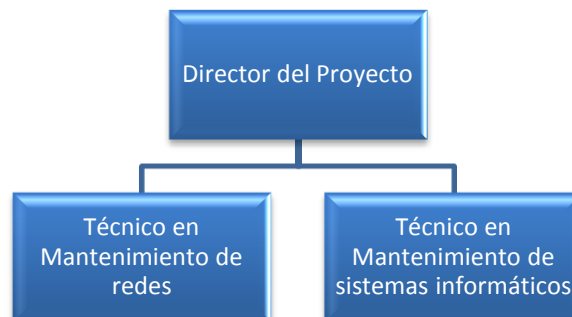 Director del Proyecto
Técnico en
Mantenimiento de
redes
Técnico en
Mantenimiento de
sistemas informáticos